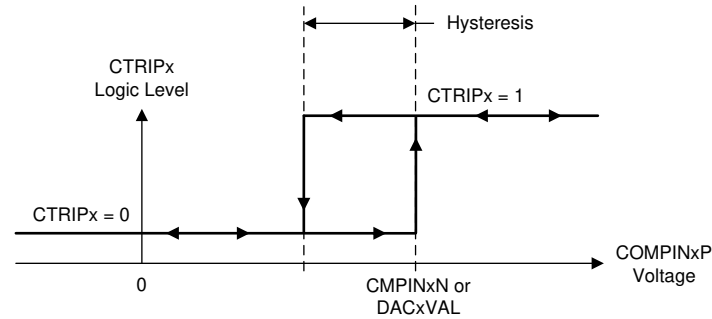 Hysteresis
CTRIPx
Logic Level
CTRIPx = 1
CTRIPx = 0
COMPINxP
Voltage
0
CMPINxN or
DACxVAL